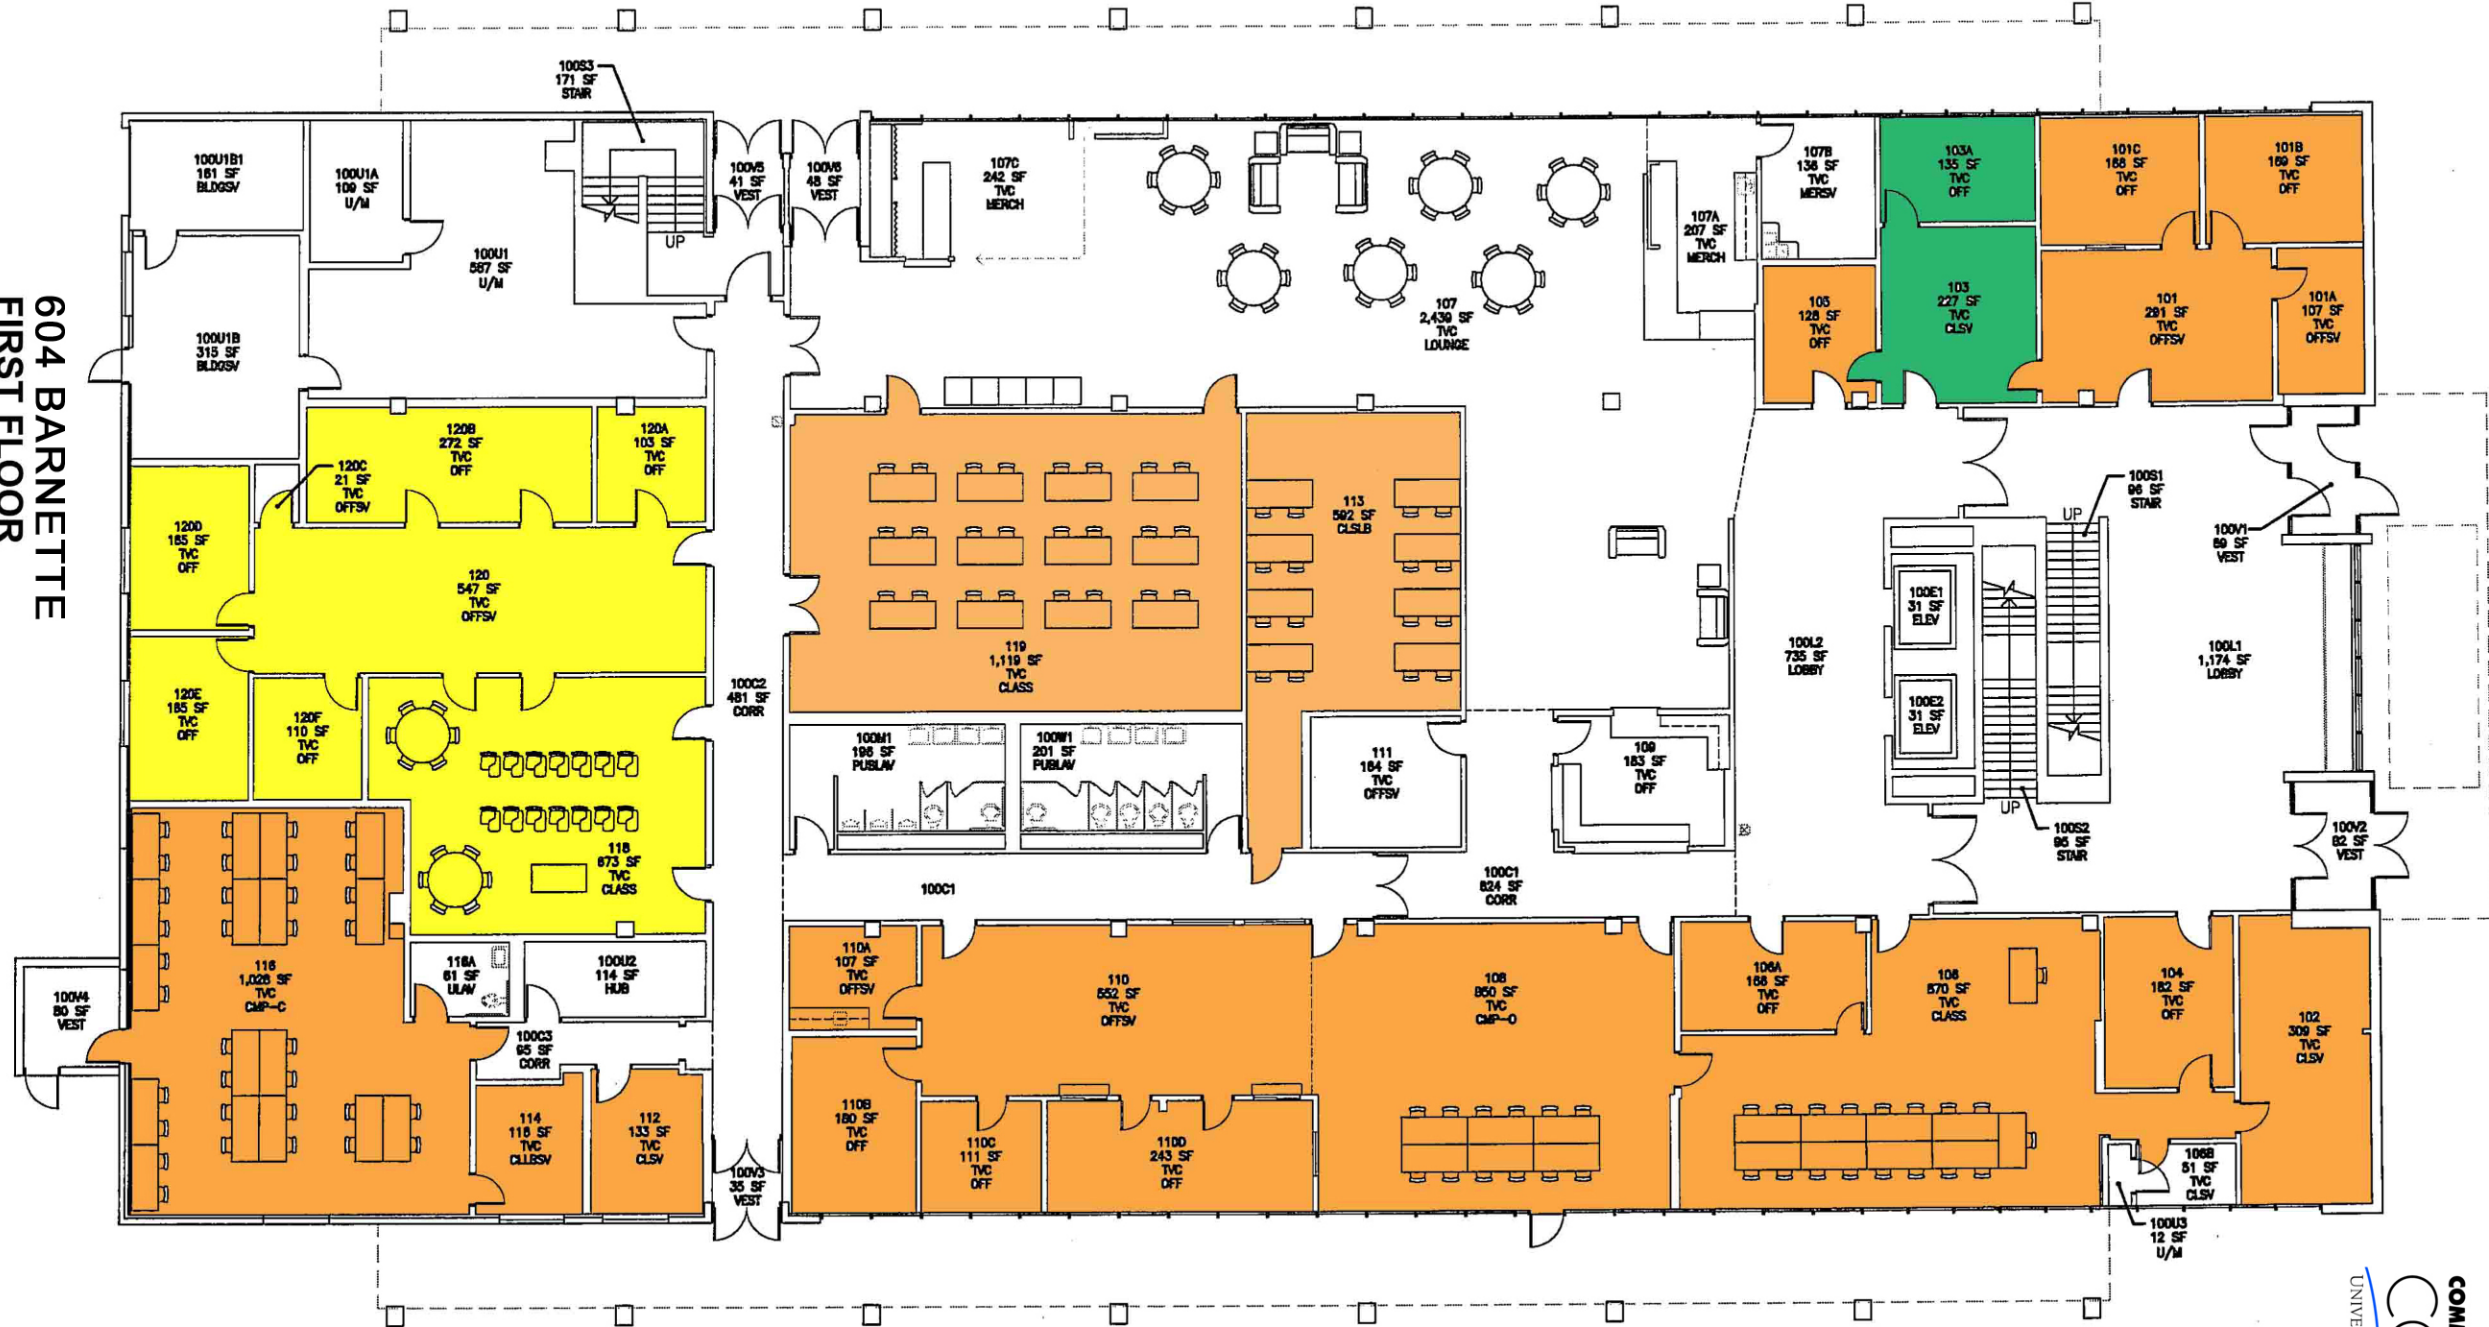 100S3
171 SF
STAIR
100U1B1
161 SF
BLDGSV
100U1A
109 SF
U/M
100U1
587 SF
U/M
UP
100V5
41 SF
VEST
100V6
48 SF
VEST
107C
242 SF
TVC
MERCH
107B
136 SF
TVC
MERSV
103A
135 SF
TVC
OFF
101C
168 SF
TVC
OFF
101B
169 SF
TVC
OFF
107A
207 SF
TVC
MERCH
107
2,439 SF
TVC
LOUNGE
105
128 SF
TVC
OFF
103
227 SF
TVC
CLSV
101
291 SF
TVC
OFFSV
101A
107 SF
TVC
OFFSV
100U1B
315 SF
BLDGSV
604 BARNETTE
FIRST FLOOR
120B
272 SF
TVC
OFF
120A
103 SF
TVC
OFF
120C
21 SF
TVC
OFFSV
120D
165 SF
TVC
OFF
120
547 SF
TVC
OFFSV
113
592 SF
CLSLB
119
1,119 SF
TVC
CLASS
100S1
96 SF
STAIR
UP
100V1
89 SF
VEST
100E1
31 SF
ELEV
100L2
735 SF
LOBBY
100L1
1,174 SF
LOBBY
100E2
31 SF
ELEV
120E
165 SF
TVC
OFF
120F
110 SF
TVC
OFF
100C2
481 SF
CORR
100M1
196 SF
PUBLAV
100W1
201 SF
PUBLAV
111
164 SF
TVC
OFFSV
109
183 SF
TVC
OFF
UP
100S2
95 SF
STAIR
100V2
82 SF
VEST
118
873 SF
TVC
CLASS
100C1
100C1
824 SF
CORR
116
1,028 SF
TVC
CMP-C
116A
61 SF
ULAV
100U2
114 SF
HUB
100V4
80 SF
VEST
100C3
95 SF
CORR
110A
107 SF
TVC
OFFSV
110
552 SF
TVC
OFFSV
108
850 SF
TVC
CMP-O
106A
168 SF
TVC
OFF
106
870 SF
TVC
CLASS
104
182 SF
TVC
OFF
102
309 SF
TVC
CLSV
114
118 SF
TVC
CLLBSV
112
133 SF
TVC
CLSV
100V3
35 SF
VEST
110B
180 SF
TVC
OFF
110C
111 SF
TVC
OFF
110D
243 SF
TVC
OFF
106B
51 SF
TVC
CLSV
100U3
12 SF
U/M